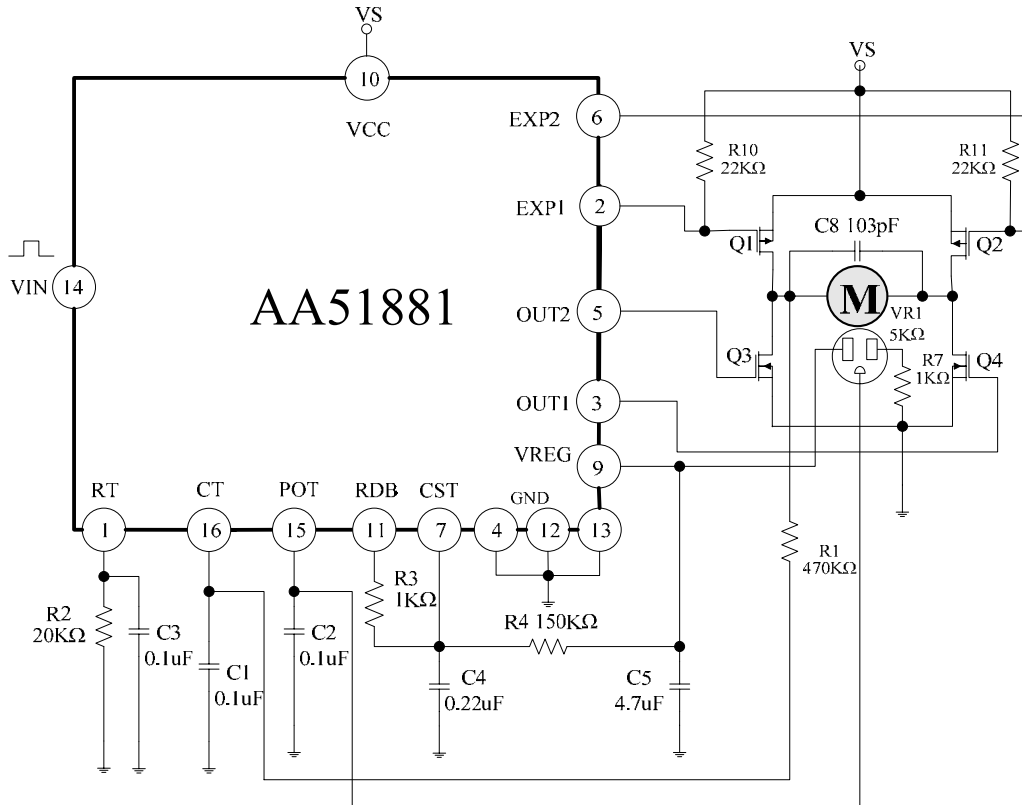 VS
10
VCC
EXP2
6
VS
R10
22KΩ
R11
22KΩ
EXP1
2
Q1
C8 103pF
Q2
VIN
14
AA51881
M
VR1
5KΩ
OUT2
5
Q3
R7
1KΩ
Q4
OUT1
3
VREG
9
RT
CT
POT
RDB
CST
GND
1
16
15
11
7
4
12
13
R1
470KΩ
R3
1KΩ
R2
20KΩ
C3
0.1uF
C1
0.1uF
C2
0.1uF
R4 150KΩ
C4
0.22uF
C5
4.7uF